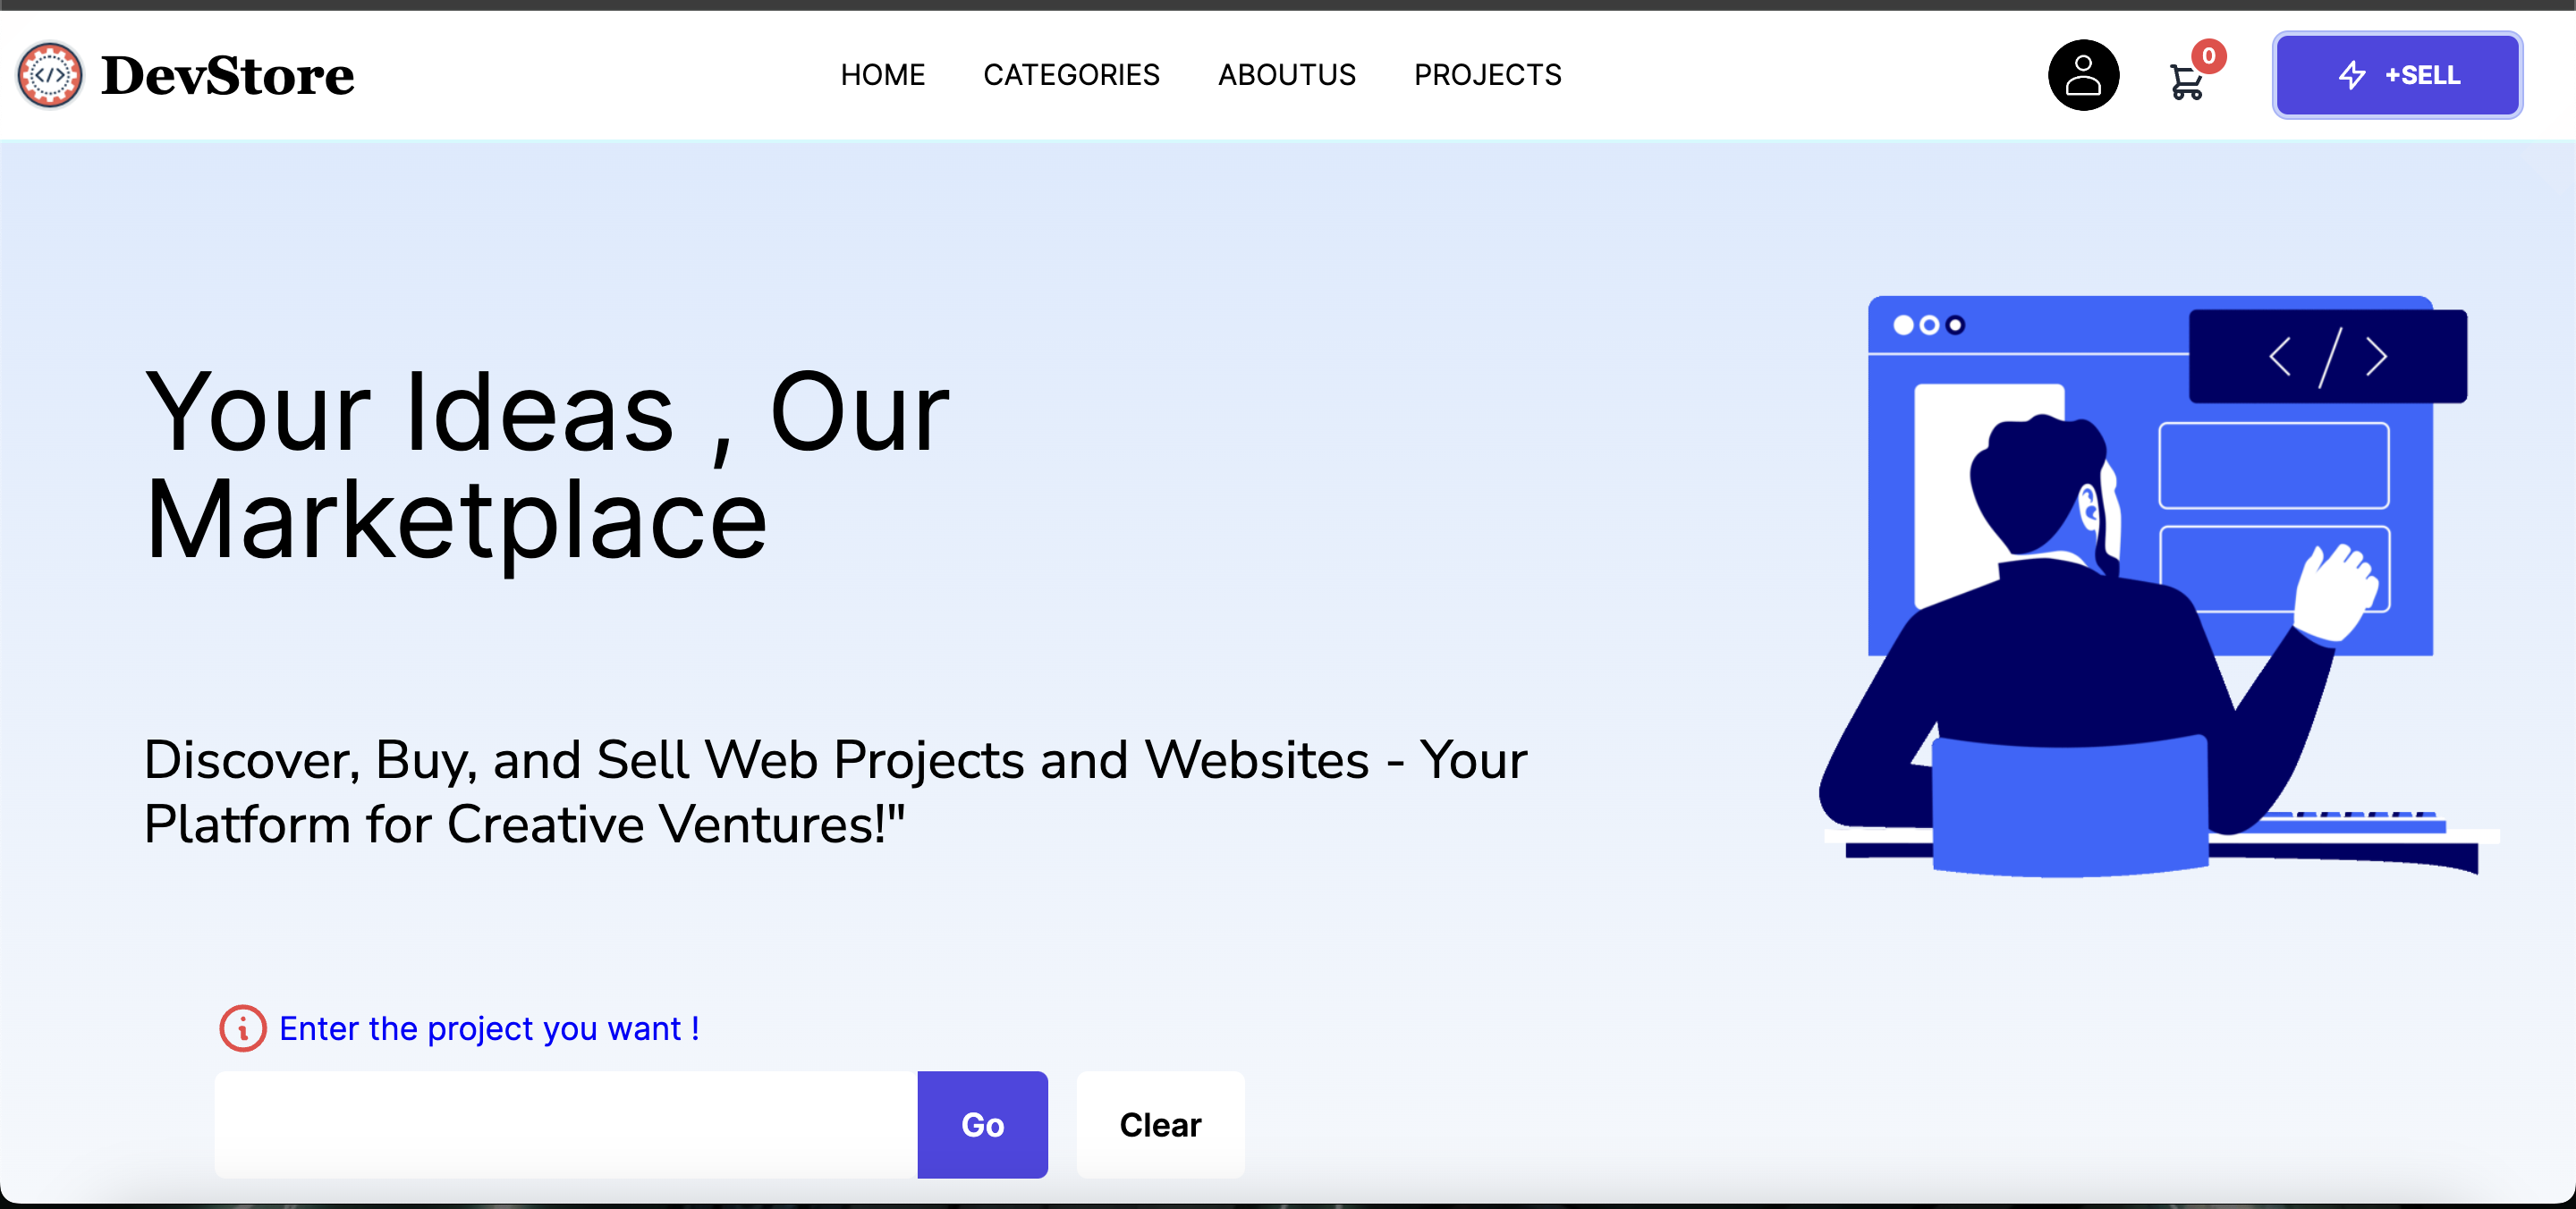 DevStore
HOME CATEGORIES ABOUTUS PROJECTS
0
+SELL
</>
Your Ideas , Our
Marketplace
Discover, Buy, and Sell Web Projects and Websites - Your
Platform for Creative Ventures!"
Enter the project you want !
Go
Clear